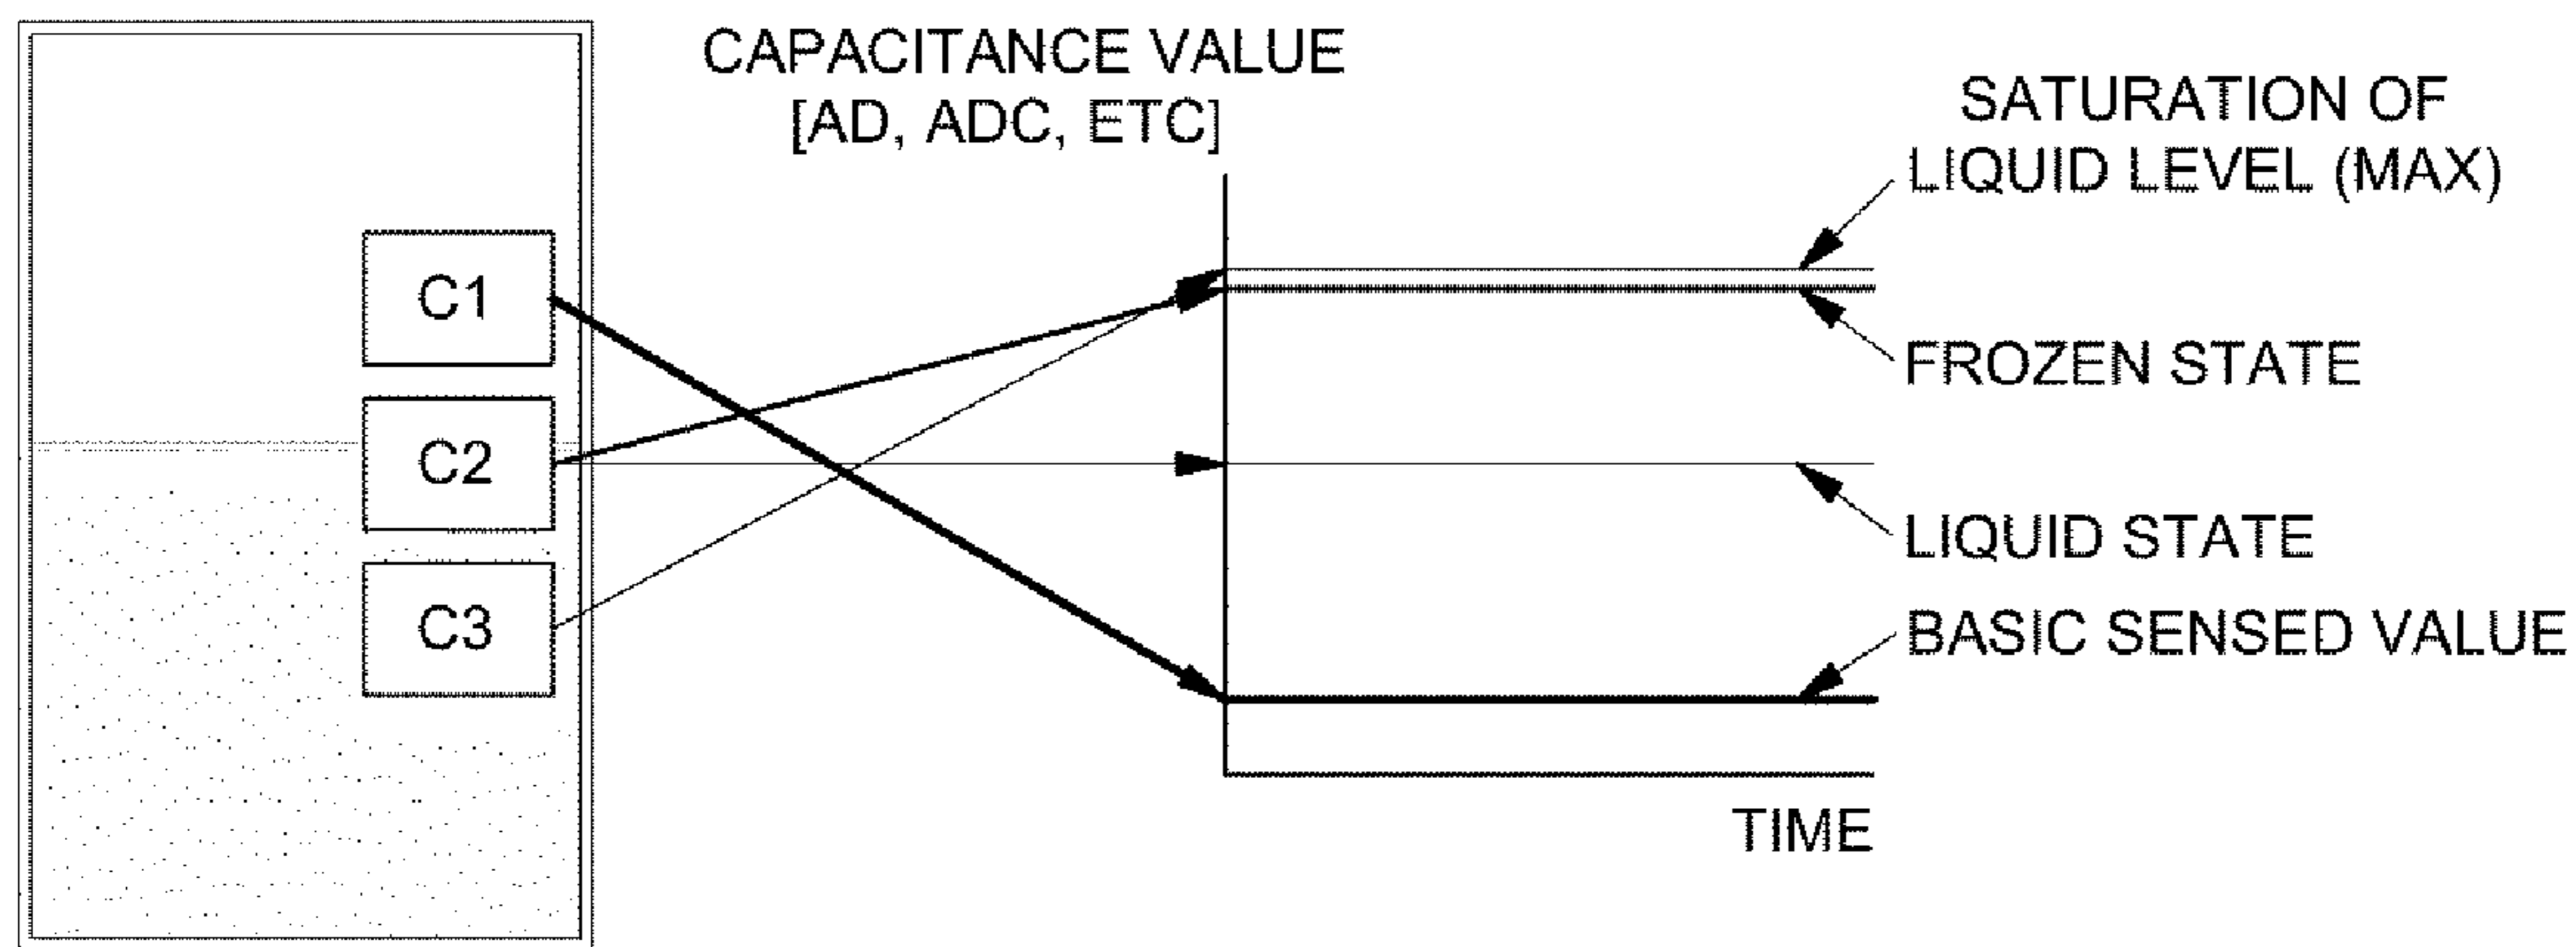 CAPACITANCE VALUE
[AD, ADC, ETC]
SATURATION OF
LIQUID LEVEL (MAX)
C1
FROZEN STATE
C2
LIQUID STATE
C3
BASIC SENSED VALUE
TIME